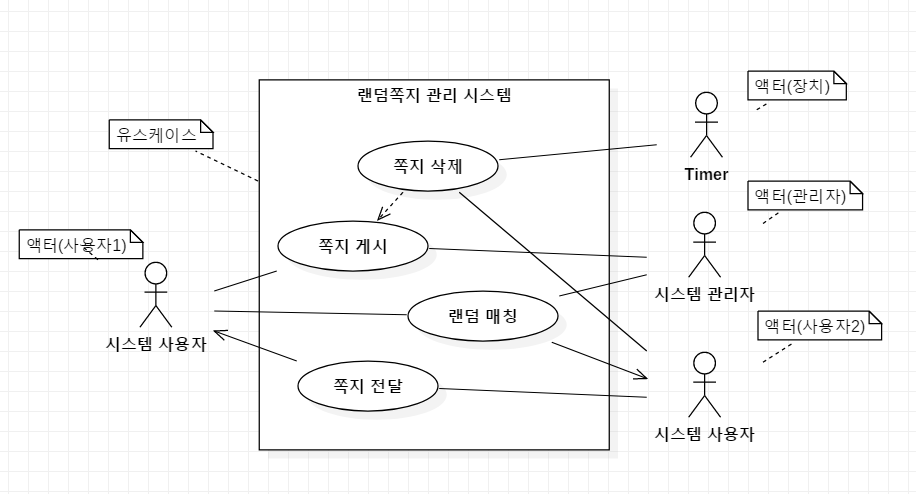 랜덤쪽지 관리 시스템
액터(장치)
유스케이스
쪽지 삭제
Timer
액터(관리자)
액터(사용자1)
쪽지 게시
시스템 관리자
랜덤 매칭
액터(사용자2)
시스템 사용자
쪽지 전달
시스템 사용자